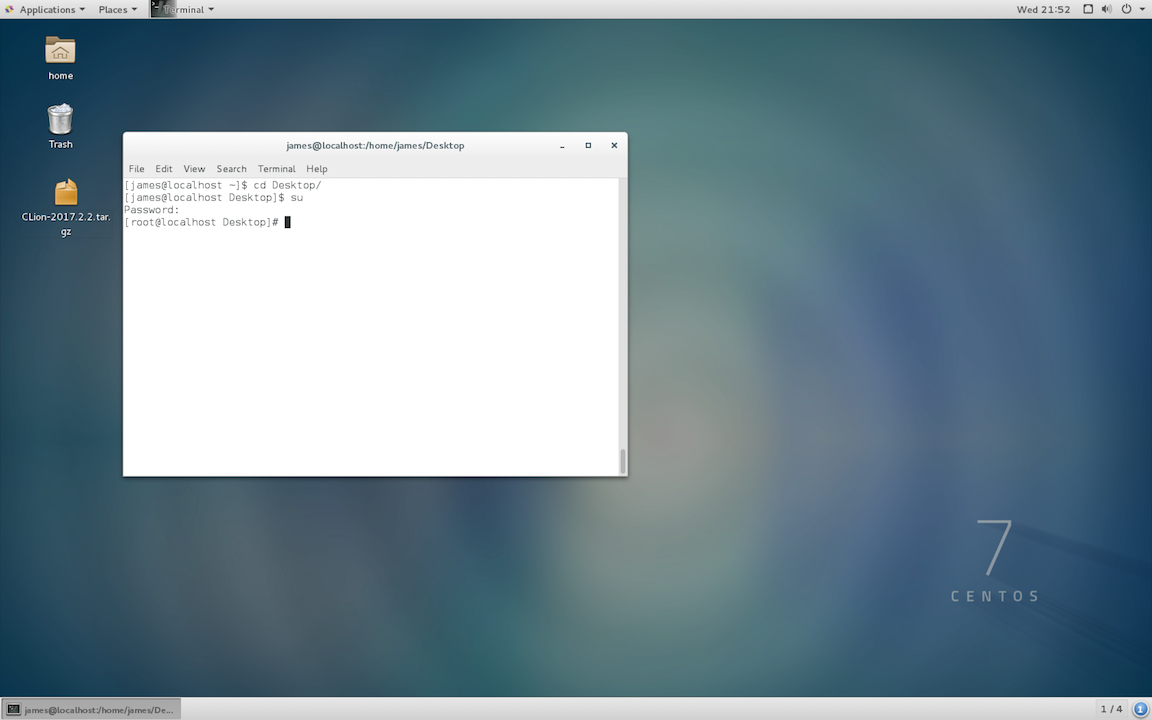 Applications Places Terminal Wed 21:52
home
Trash
CLion-2017.2.2.tar.
gz
james@localhost:/home/james/Desktop
File Edit View Search Terminal Help
[james@localhost ~]$ cd Desktop/
[james@localhost Desktop]$ su
Password:
[root@localhost Desktop]#
7
CENTOS
james@localhost:/home/james/De...
1 / 4 1